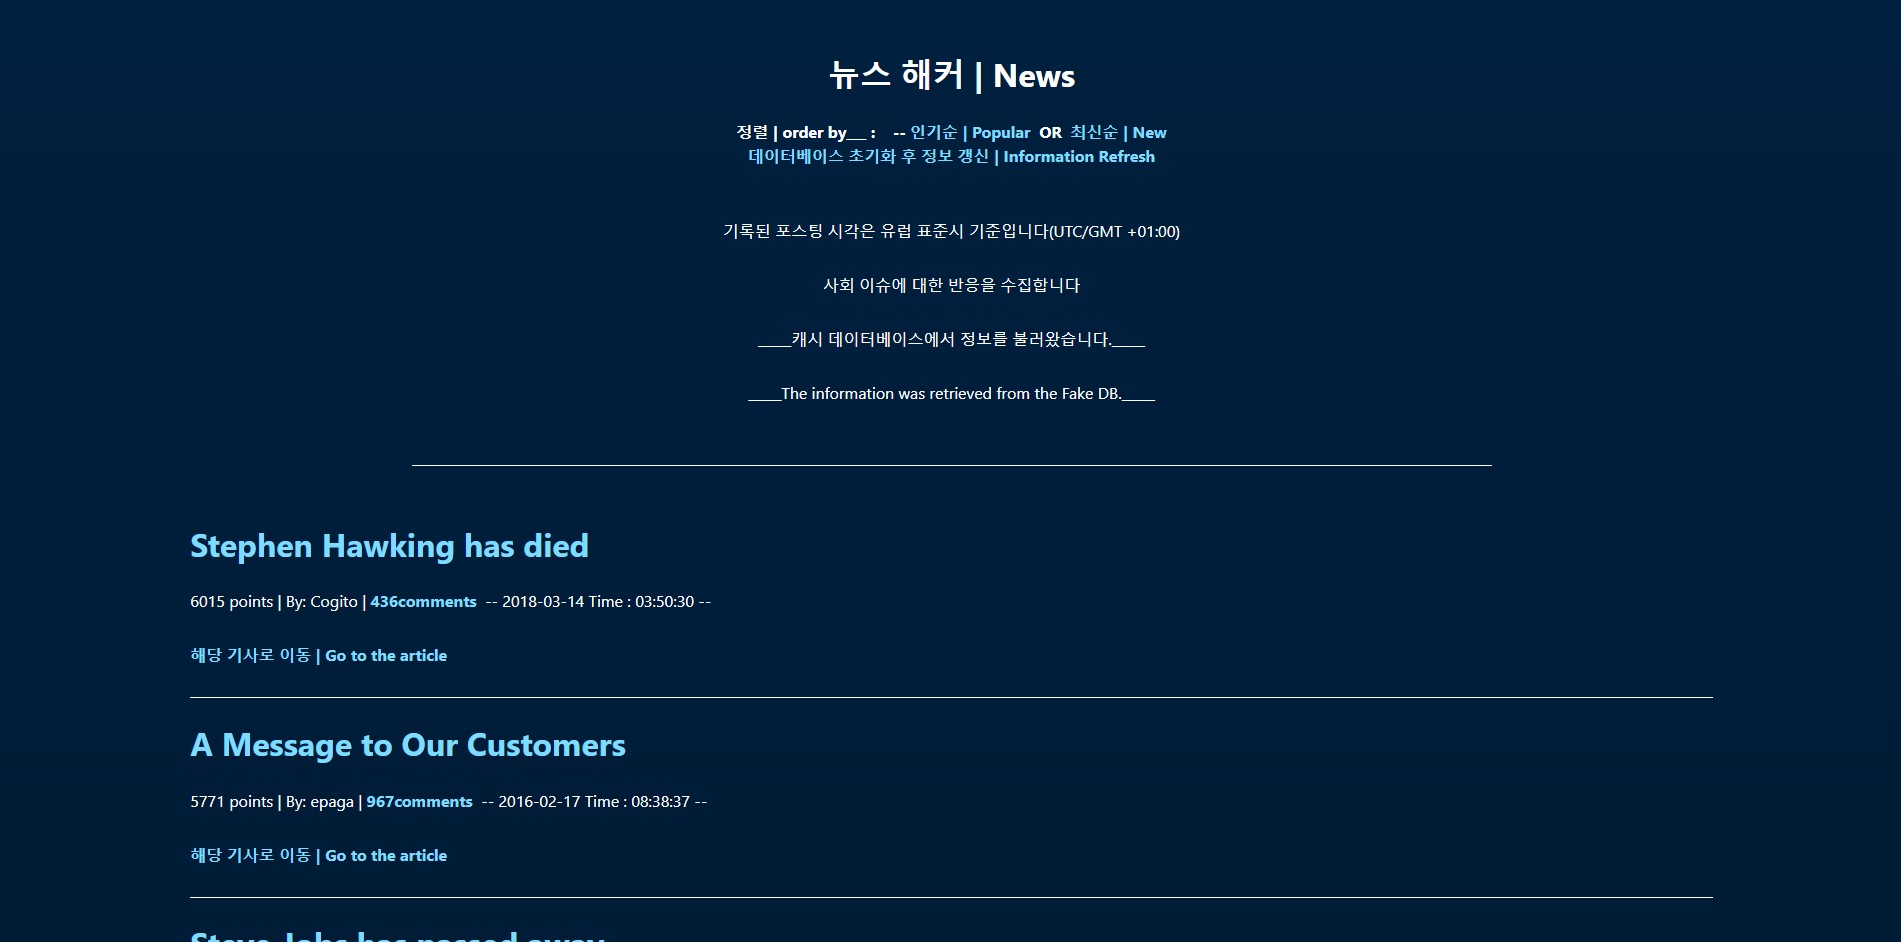 뉴스 해커 | News
정렬 | order by___ : -- 인기순 | Popular OR 최신순 | New
데이터베이스 초기화 후 정보 갱신 | Information Refresh
기록된 포스팅 시각은 유럽 표준시 기준입니다(UTC/GMT +01:00)
사회 이슈에 대한 반응을 수집합니다
_____캐시 데이터베이스에서 정보를 불러왔습니다._____
_____The information was retrieved from the Fake DB._____
Stephen Hawking has died
6015 points | By: Cogito | 436comments -- 2018-03-14 Time : 03:50:30 --
해당 기사로 이동 | Go to the article
A Message to Our Customers
5771 points | By: epaga | 967comments -- 2016-02-17 Time : 08:38:37 --
해당 기사로 이동 | Go to the article
Steve Jobs has passed away